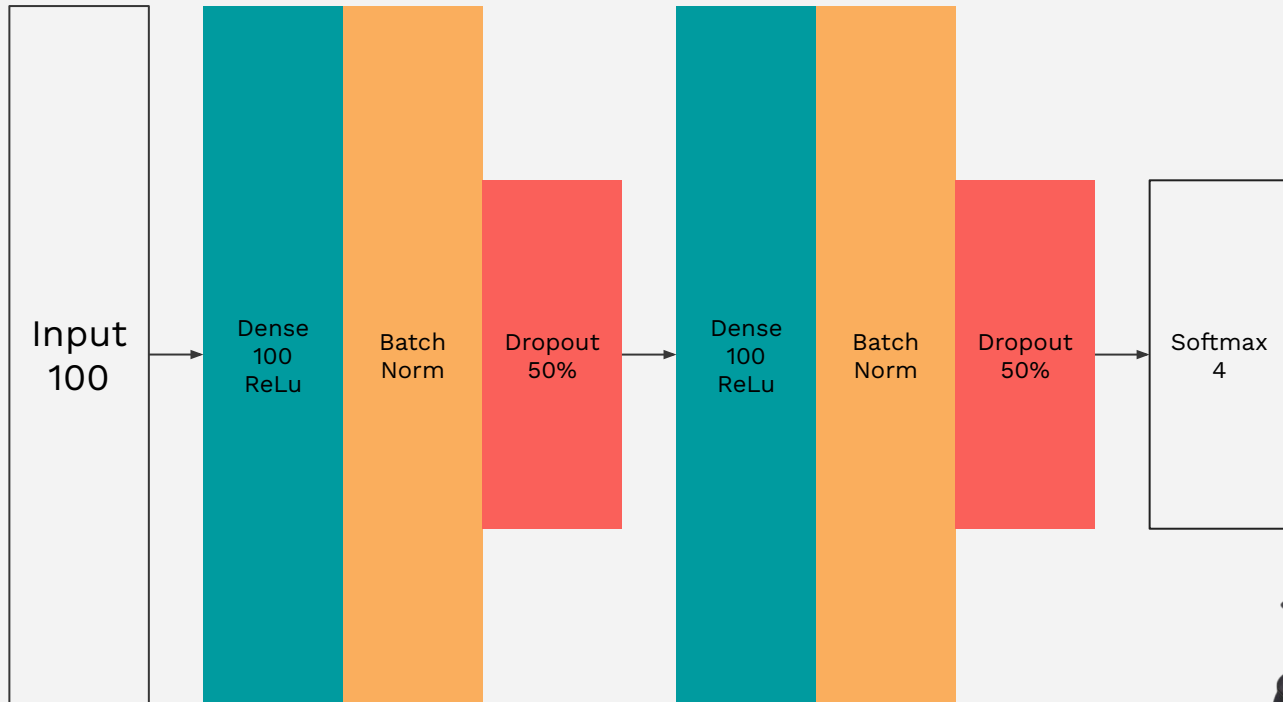 Input
100
Dense
100
ReLu
Batch
Norm
Dropout
50%
Dense
100
ReLu
Batch
Norm
Dropout
50%
Softmax
4